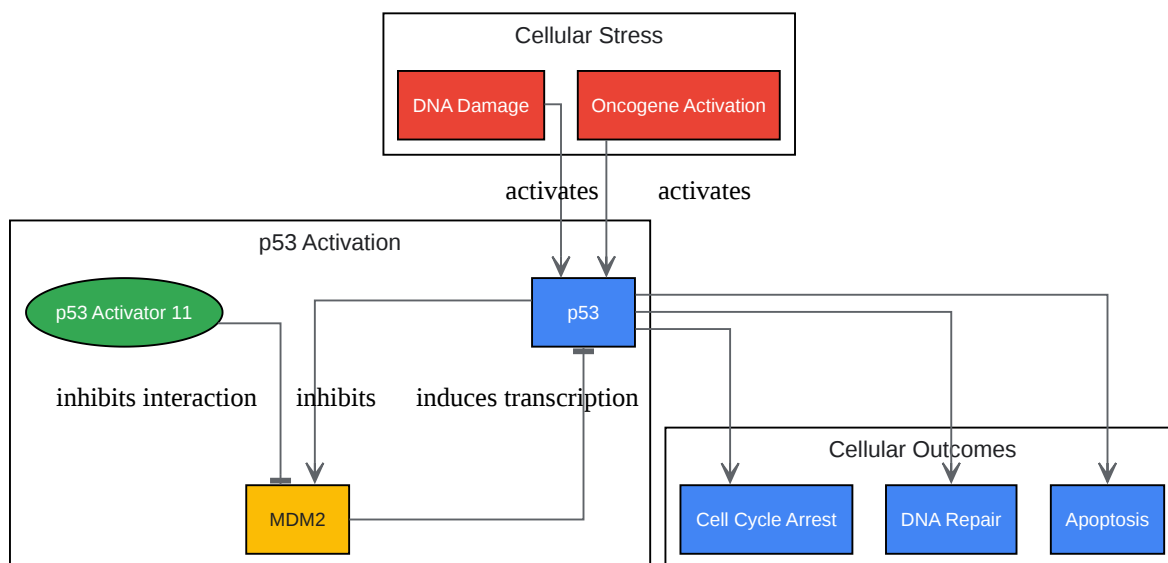 Cellular Stress
DNA Damage
Oncogene Activation
activates
activates
p53 Activation
p53 Activator 11
p53
inhibits interaction
inhibits
induces transcription
Cellular Outcomes
MDM2
Cell Cycle Arrest
DNA Repair
Apoptosis